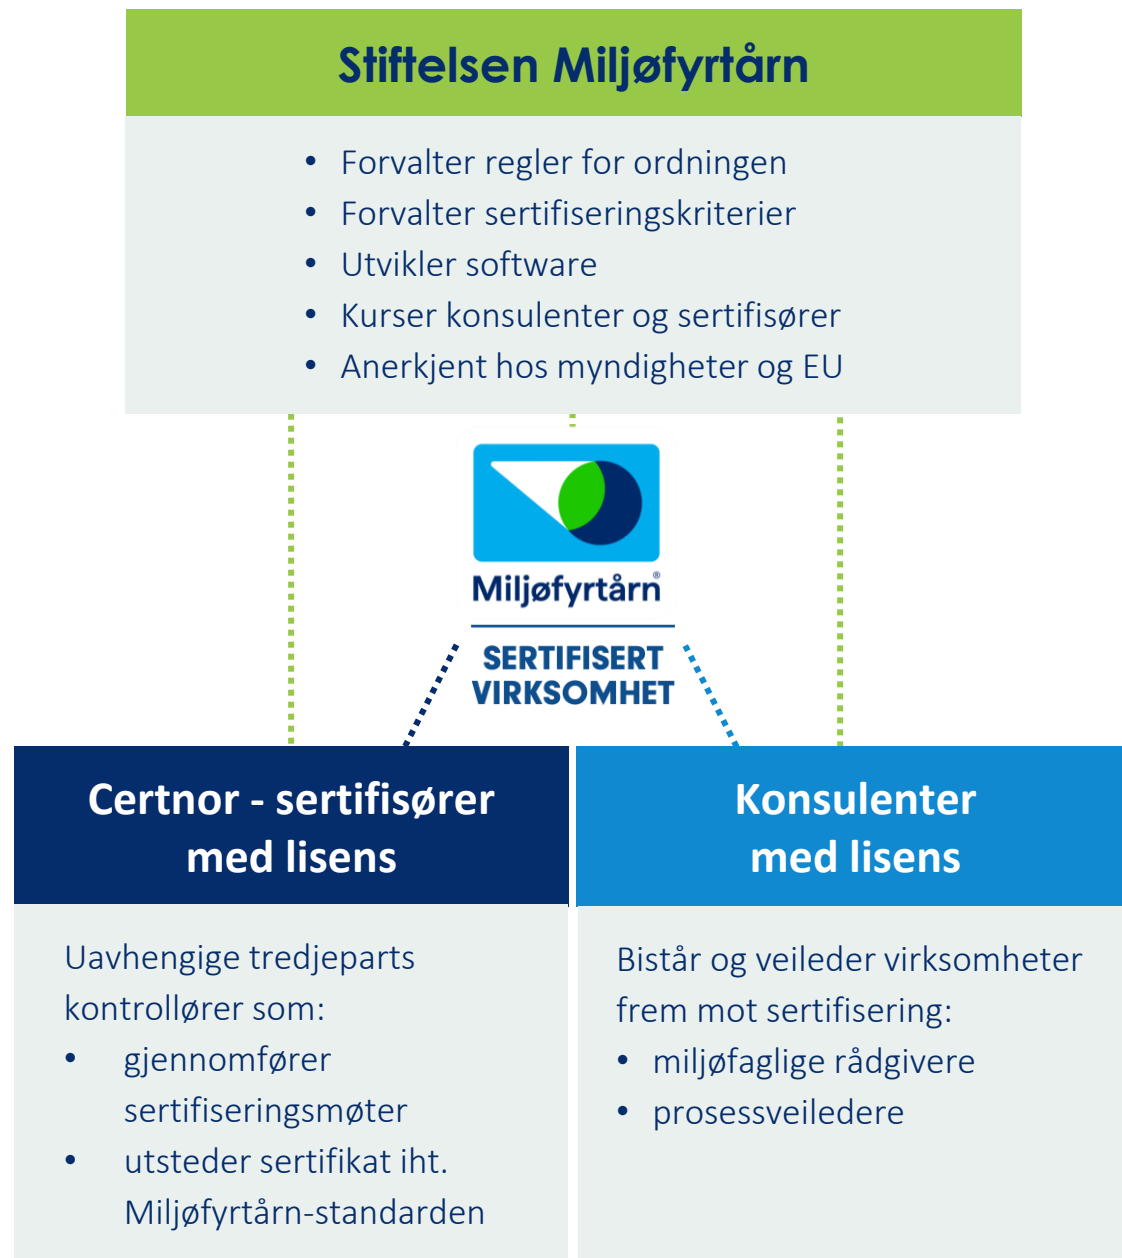 Stiftelsen Miljøfyrtårn
• Forvalter regler for ordningen
• Forvalter sertifiseringskriterier
• Utvikler software
• Kurser konsulenter og sertifisører
• Anerkjent hos myndigheter og EU
Miljøfyrtårn®
SERTIFISERT
VIRKSOMHET
Certnor - sertifisører
med lisens
Uavhengige tredjeparts
kontrollører som:
• gjennomfører
sertifiseringsmøter
• utsteder sertifikat iht.
Miljøfyrtårn-standarden
Konsulenter
med lisens
Bistår og veileder virksomheter
frem mot sertifisering:
• miljøfaglige rådgivere
• prosessveiledere